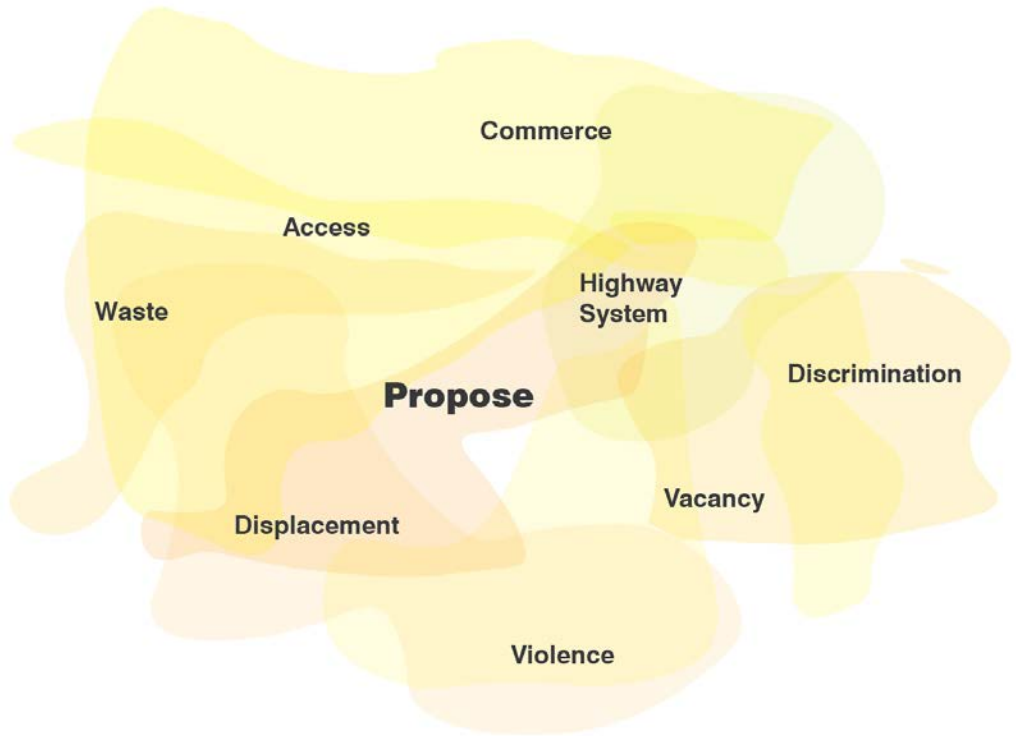 Commerce
Access
Highway
System
Waste
Discrimination
Propose
Vacancy
Displacement
Violence